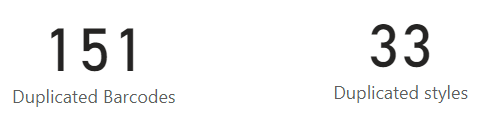 151
Duplicated Barcodes
33
Duplicated styles